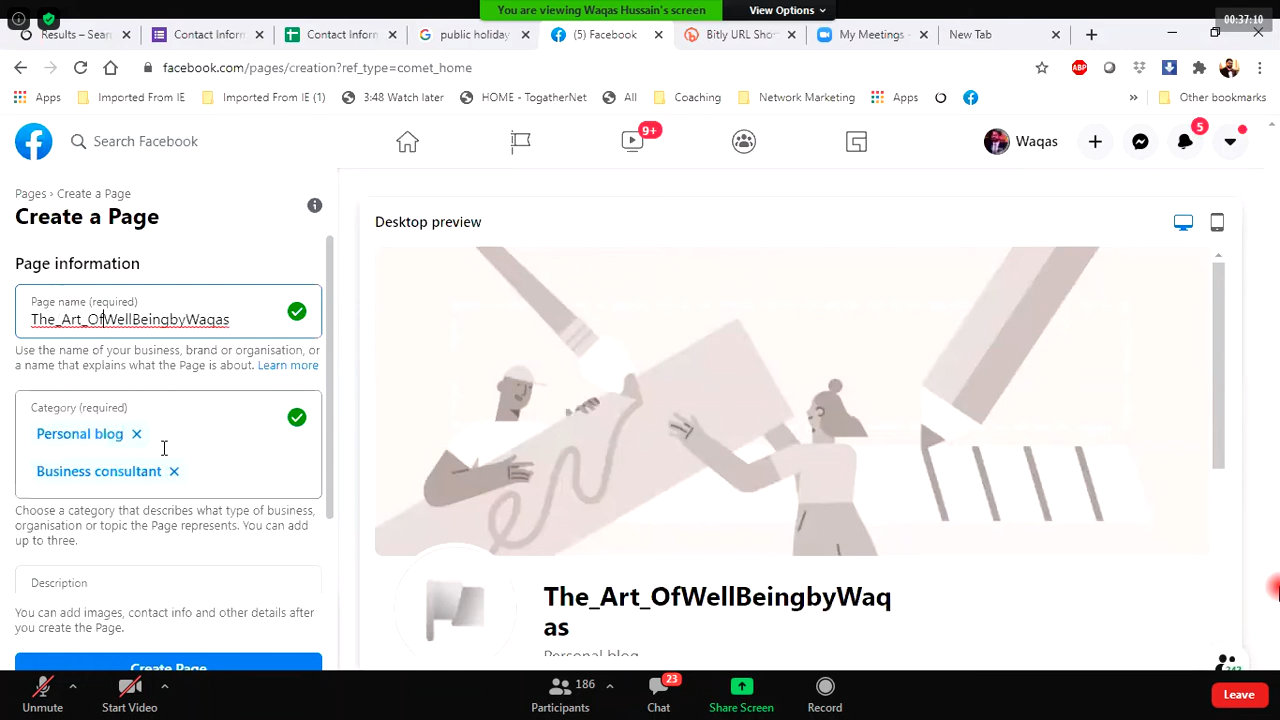 You are viewing Waqas Hussain's screen
View Options
00:37:10
Results – Sear
Contact Inforr
Contact Inforr
public holida
(5) Facebook
Bitly URL Sho
My Meetings -
New Tab
facebook.com/pages/creation?ref_type=comet_home
ABP
Apps
Imported From IE
Imported From IE (1)
3:48 Watch later
HOME - TogatherNet
All
Coaching
Network Marketing
Apps
»
Other bookmarks
Search Facebook
9+
Waqas
5
Pages › Create a Page
Create a Page
Page information
Page name (required)
The_Art_OfWellBeingbyWaqas
Use the name of your business, brand or organisation, or
a name that explains what the Page is about. Learn more
Category (required)
Personal blog
Business consultant
Choose a category that describes what type of business,
organisation or topic the Page represents. You can add
up to three.
Description
You can add images, contact info and other details after
you create the Page.
Create Page
Desktop preview
The_Art_OfWellBeingbyWaq
as
Personal blog
Unmute
Start Video
186
Participants
23
Chat
Share Screen
Record
Leave